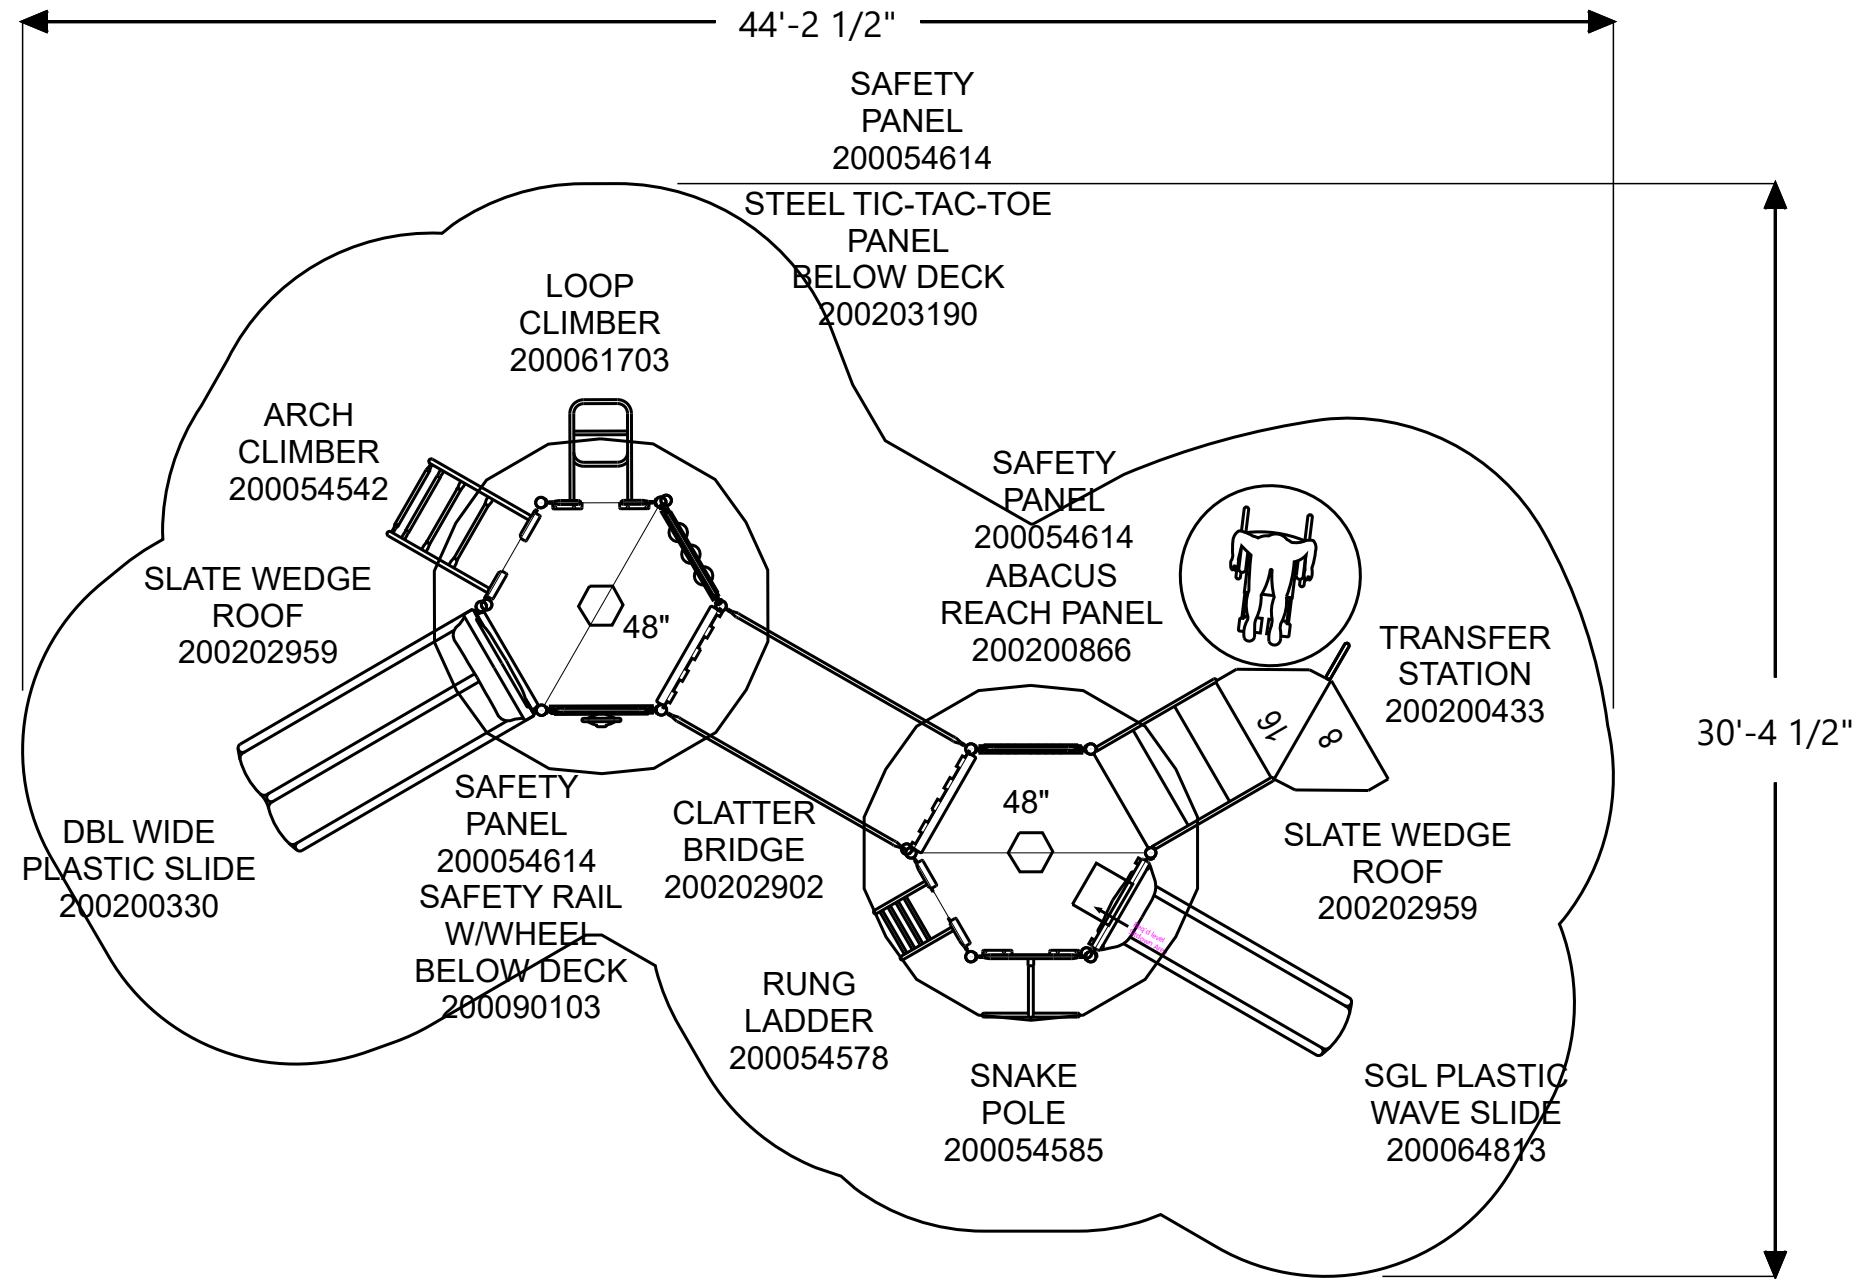 44'-2 1/2"
SAFETY
PANEL
200054614
STEEL TIC-TAC-TOE
PANEL
BELOW DECK
200203190
LOOP
CLIMBER
200061703
ARCH
CLIMBER
200054542
SLATE WEDGE
ROOF
200202959
48"
SAFETY
PANEL
200054614
ABACUS
REACH PANEL
200200866
TRANSFER
STATION
200200433
16
8
30'-4 1/2"
DBL WIDE
PLASTIC SLIDE
200200330
SAFETY
PANEL
200054614
SAFETY RAIL
W/WHEEL
BELOW DECK
200090103
CLATTER
BRIDGE
200202902
48"
SLATE WEDGE
ROOF
200202959
RUNG
LADDER
200054578
SNAKE
POLE
200054585
SGL PLASTIC
WAVE SLIDE
200064813